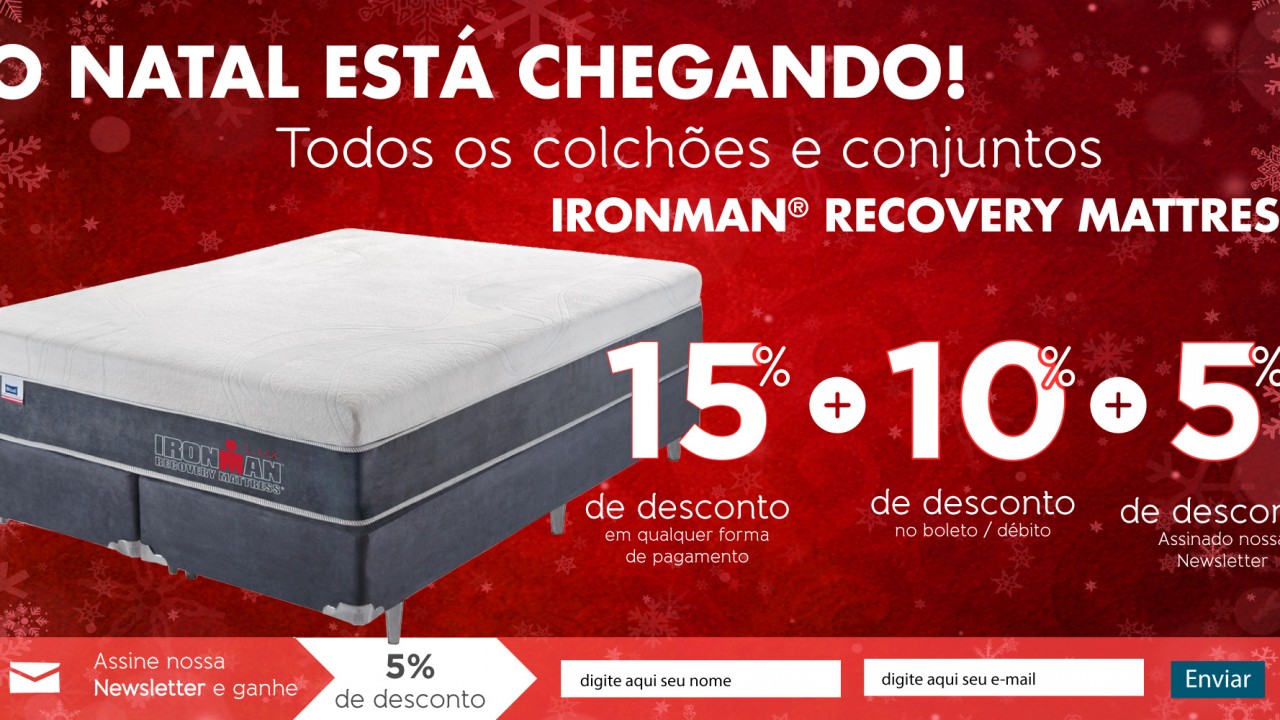 O NATAL ESTÁ CHEGANDO!
Todos os colchões e conjuntos
IRONMAN® RECOVERY MATTRES
15% + 10% + 5%
de desconto
em qualquer forma
de pagamento
de desconto
no boleto / débito
de descon
Assinado nossa
Newsletter
IRONMAN
RECOVERY MATTRESS
Assine nossa
Newsletter e ganhe
5%
de desconto
digite aqui seu nome
digite aqui seu e-mail
Enviar